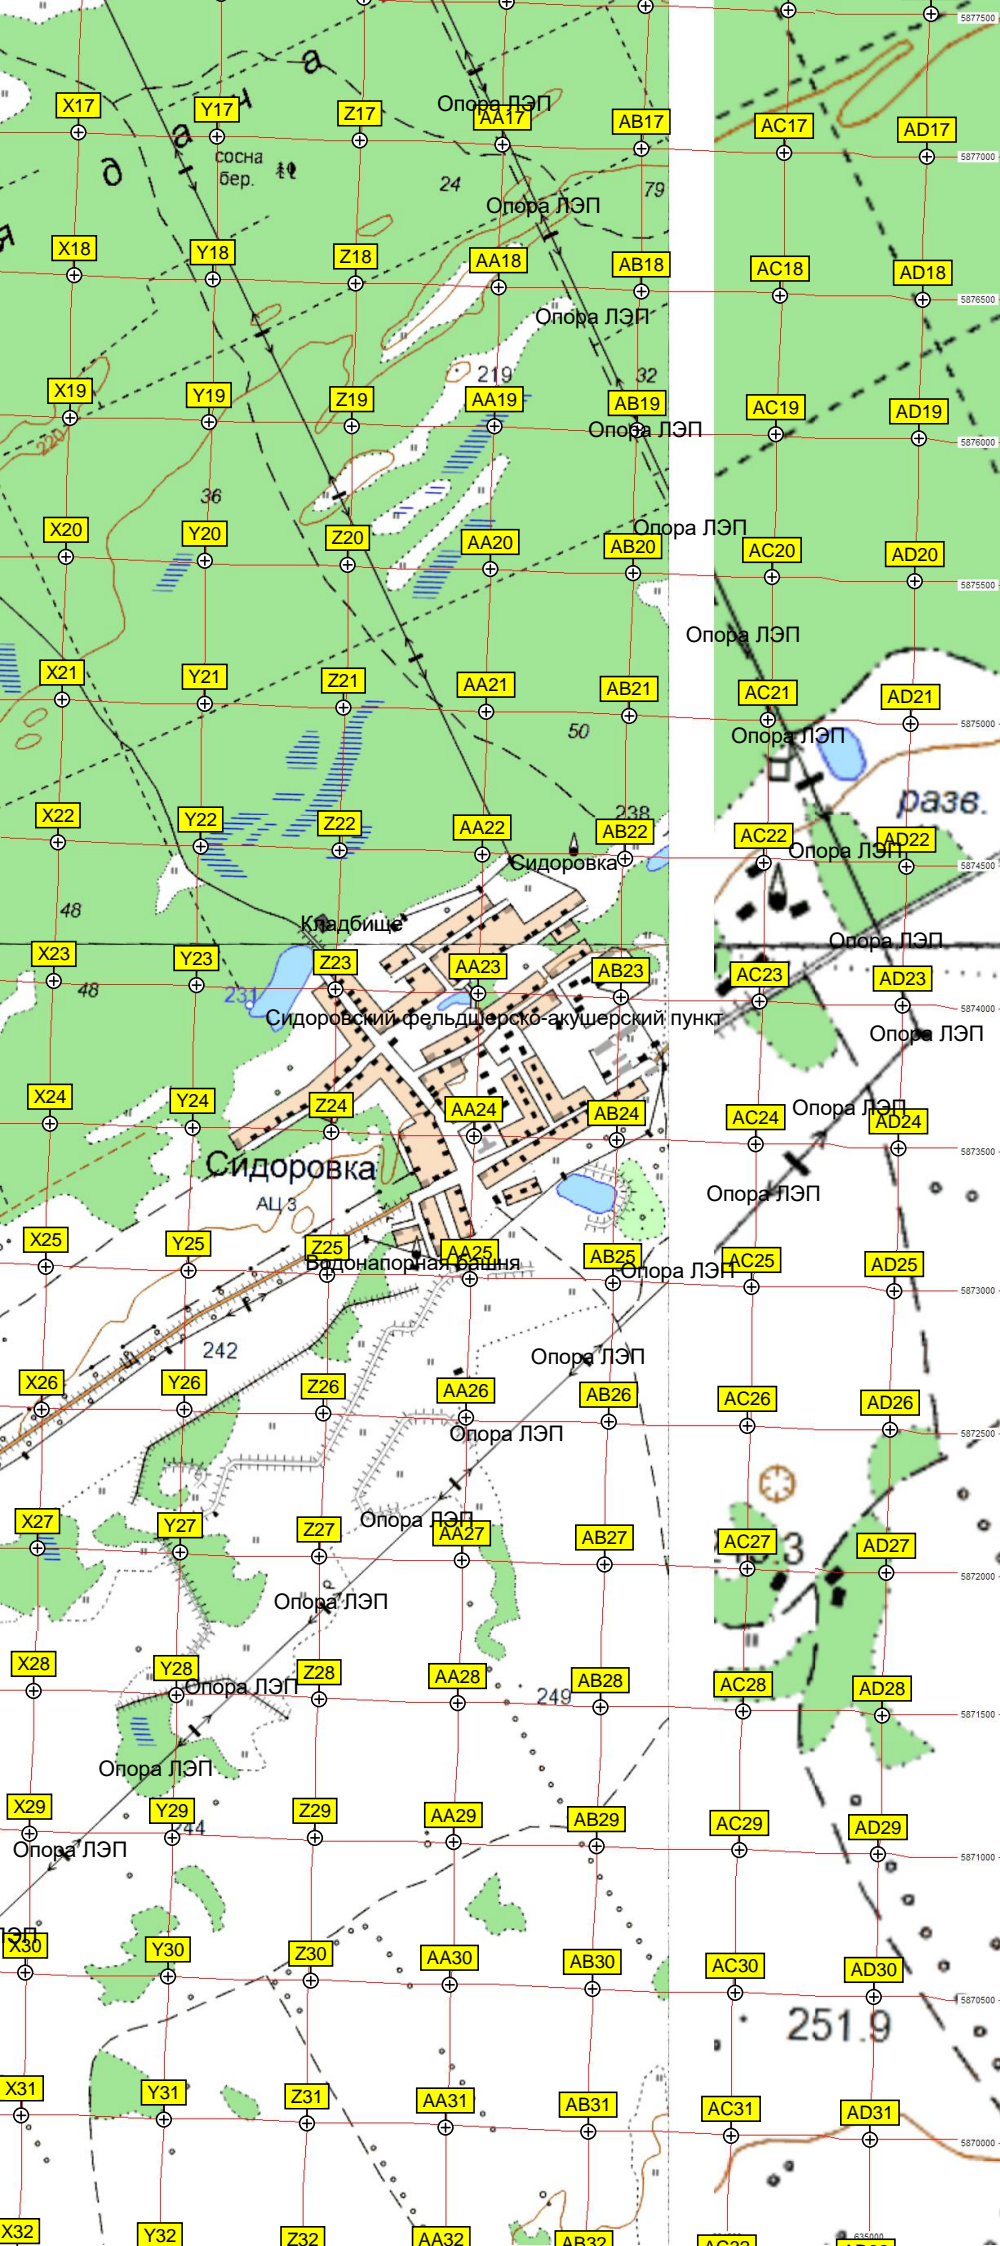 5877500
а
Опора ЛЭП
X17 Y17 Z17 AA17 AB17 AC17 AD17
н
а
5877000
сосна
бер.
д
24
79
Опора ЛЭП
я
X18 Y18 Z18 AA18 AB18 AC18 AD18
5876500
Опора ЛЭП
219
32
X19 Y19 Z19 AA19 AB19 AC19 AD19
Опора ЛЭП
220
5876000
36
Опора ЛЭП
X20 Y20 Z20 AA20 AB20 AC20 AD20
5875500
Опора ЛЭП
X21 Y21 Z21 AA21 AB21 AC21 AD21
5875000
50
Опора ЛЭП
разв.
238
X22 Y22 Z22 AA22 AB22 AC22 AD22
Опора ЛЭП
Сидоровка
5874500
48
Кладбище
Опора ЛЭП
X23 Y23 Z23 AA23 AB23 AC23 AD23
48
231
5874000
Сидоровский фельдшерско-акушерский пункт
Опора ЛЭП
X24 Y24 Z24 AA24 AB24 AC24 AD24
Опора ЛЭП
5873500
Сидоровка
Опора ЛЭП
АЦ 3
X25 Y25 Z25 AA25 AB25 AC25 AD25
Водонапорная башня
Опора ЛЭП
5873000
242
Опора ЛЭП
X26 Y26 Z26 AA26 AB26 AC26 AD26
Опора ЛЭП
5872500
Опора ЛЭП
X27 Y27 Z27 AA27 AB27 AC27 AD27
.3
5872000
Опора ЛЭП
X28 Y28 Z28 AA28 AB28 AC28 AD28
Опора ЛЭП
249
5871500
Опора ЛЭП
X29 Y29 Z29 AA29 AB29 AC29 AD29
244
Опора ЛЭП
5871000
ЛЭП
X30 Y30 Z30 AA30 AB30 AC30 AD30
5870500
251.9
X31 Y31 Z31 AA31 AB31 AC31 AD31
5870000
X32 Y32 Z32 AA32 AB32 AC32
635000